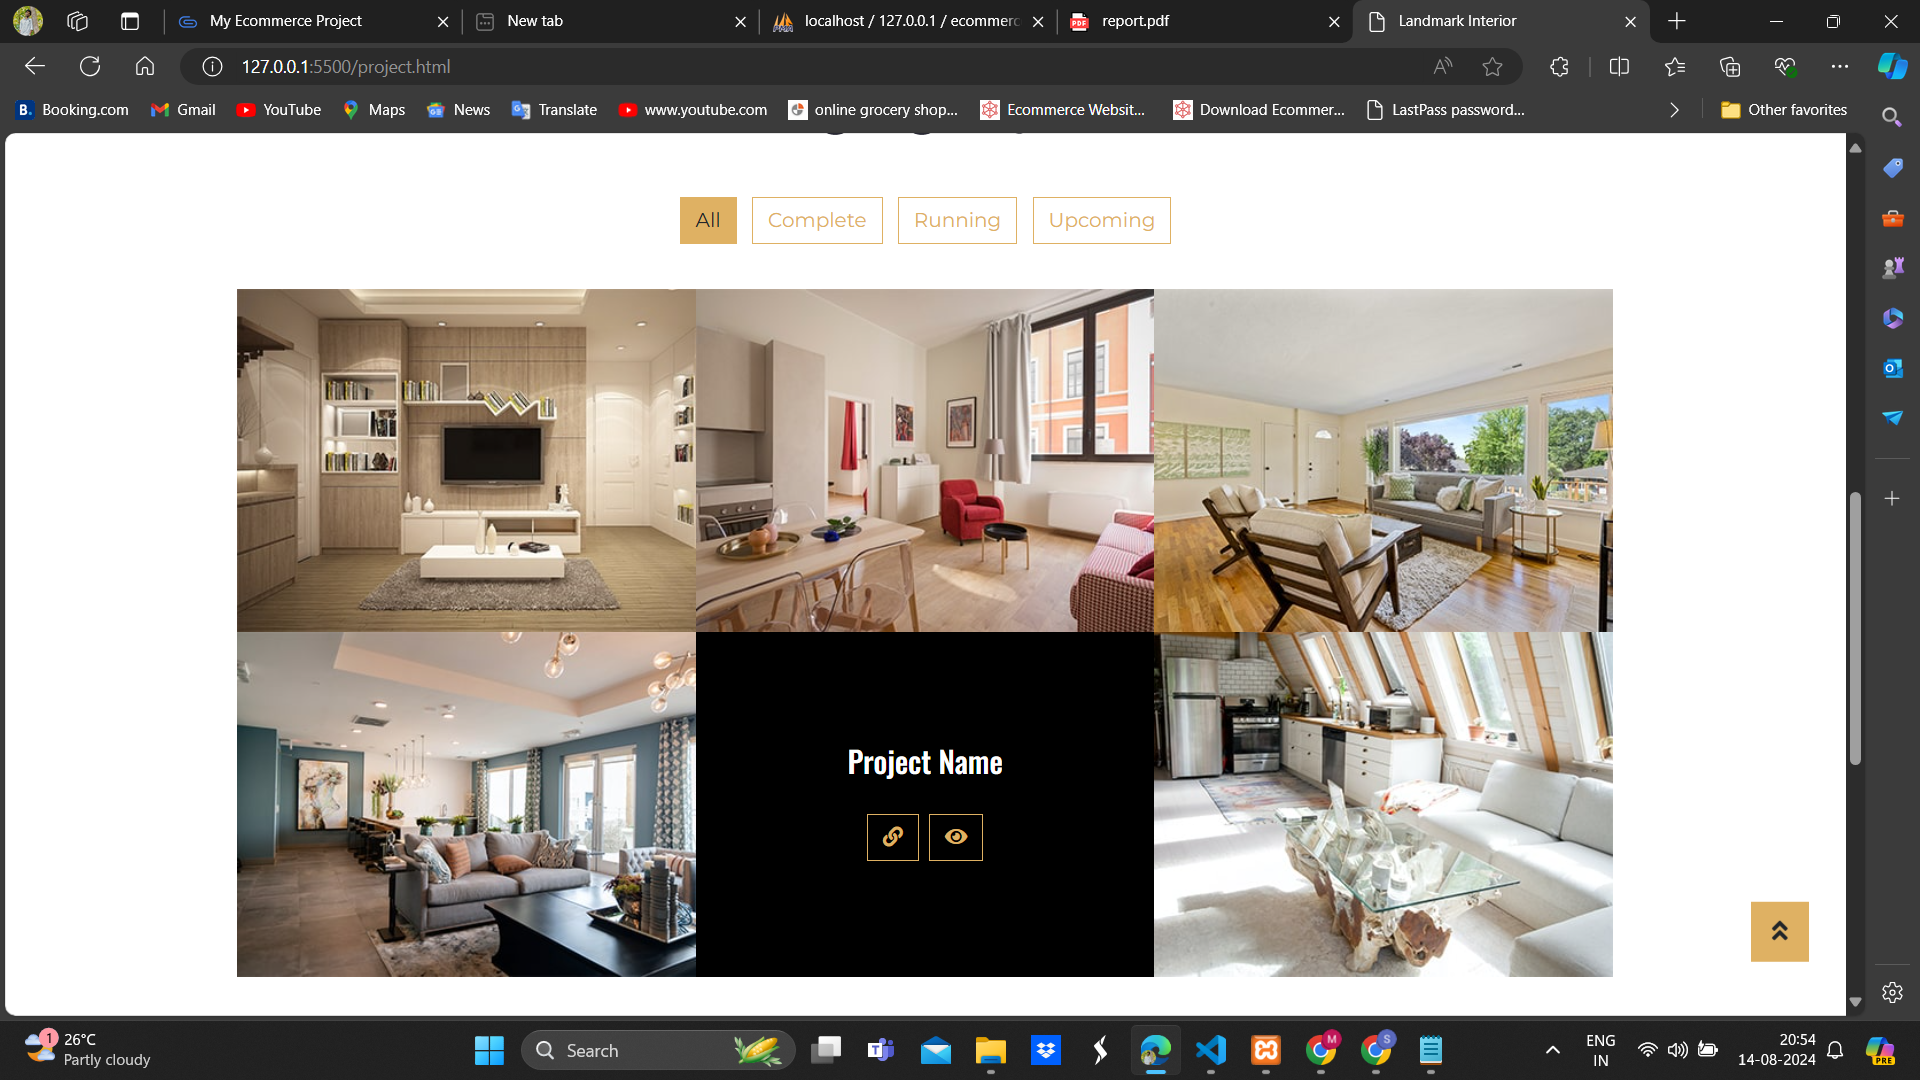 My Ecommerce Project
New tab
localhost / 127.0.0.1 / ecommerc
PDF
report.pdf
Landmark Interior
127.0.0.1:5500/project.html
B. Booking.com
Gmail
YouTube
Maps
News
Translate
www.youtube.com
online grocery shop...
Ecommerce Websit...
Download Ecommer...
LastPass password...
Other favorites
All
Complete
Running
Upcoming
Project Name
1
26°C
Partly cloudy
Search
M
S
ENG
IN
20:54
14-08-2024
PRE